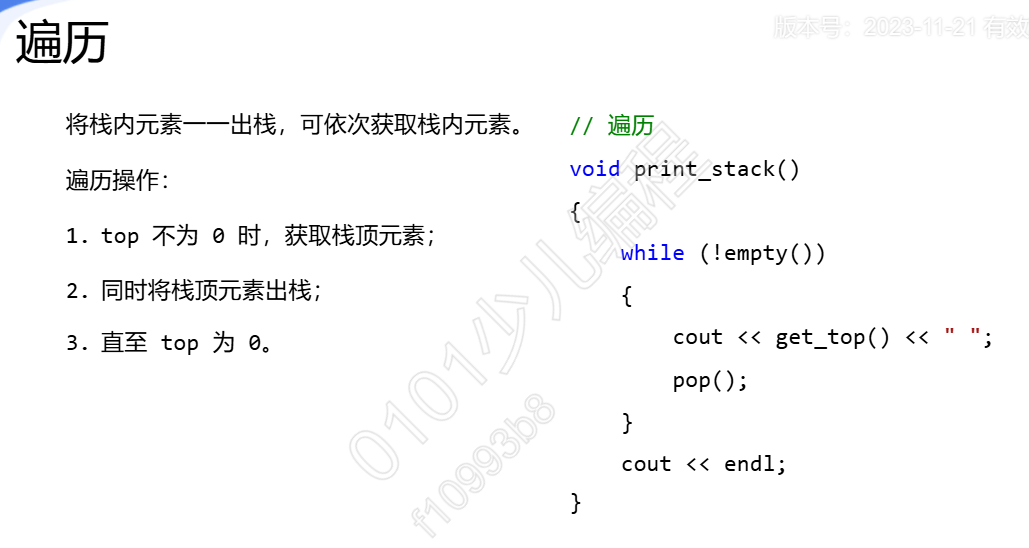 遍历
版本号：2023-11-21 有效
将栈内元素一一出栈，可依次获取栈内元素。
遍历操作：
1. top 不为 0 时，获取栈顶元素；
2. 同时将栈顶元素出栈；
3. 直至 top 为 0。
// 遍历
void print_stack()
{
    while (!empty())
    {
        cout << get_top() << " ";
        pop();
    }
    cout << endl;
}
0101少儿编程
f10993b8